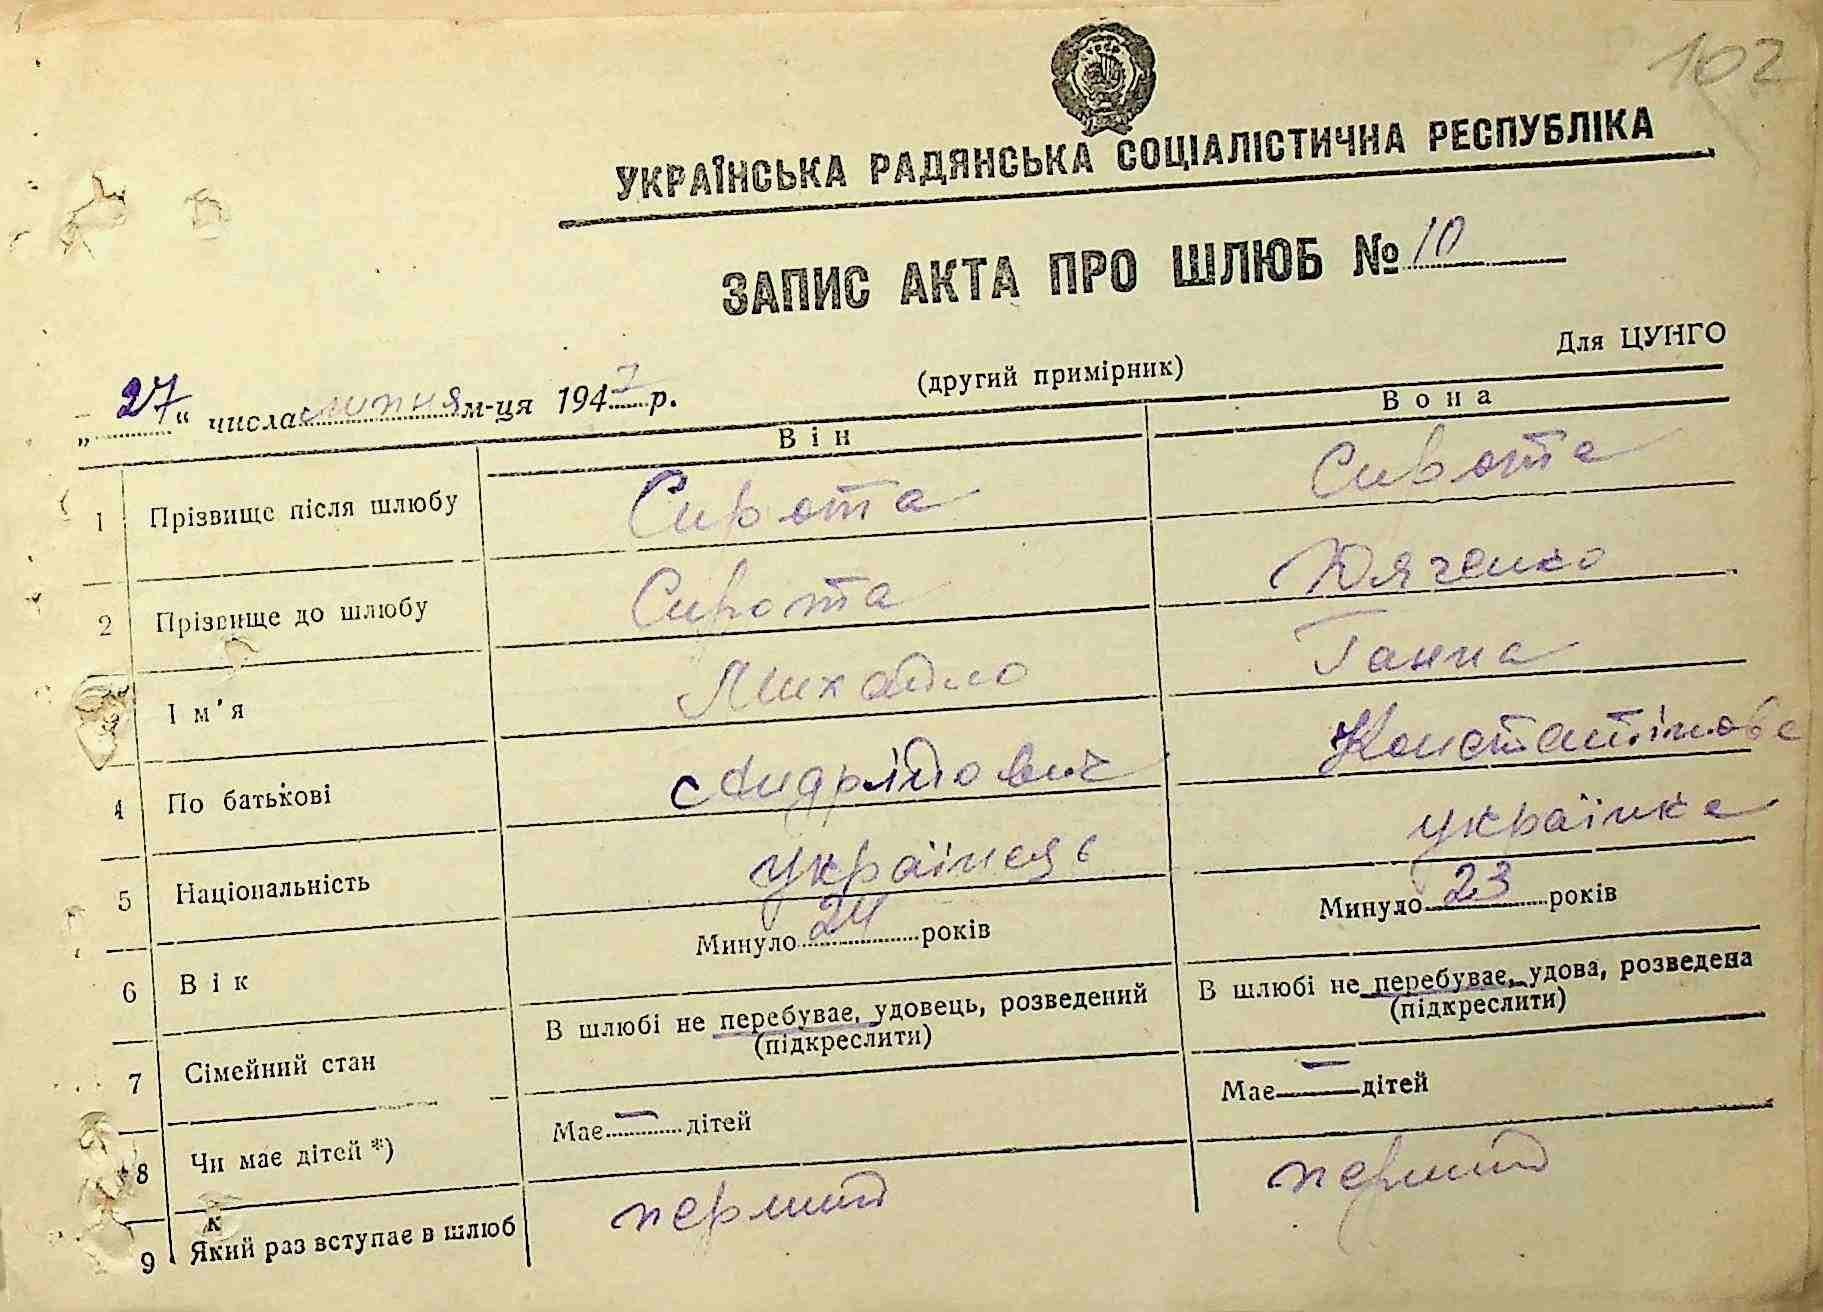 102
УКРАЇНСЬКА РАДЯНСЬКА СОЦІАЛІСТИЧНА РЕСПУБЛІКА
ЗАПИС АКТА ПРО ШЛЮБ № 10
Для ЦУНГО
(другий примірник)
„27“ числа липня м-ця 1947 р.
Він Вона
1 Прізвище після шлюбу Сирота Сирота
2 Прізвище до шлюбу Сирота Дяченко
Ім'я Михайло Ганна
4 По батькові Андрійович Констатінова
5 Національність українець українка
6 Вік Минуло 24 років Минуло 23 років
7 Сімейний стан В шлюбі не перебуває, удовець, розведений В шлюбі не перебуває, удова, розведена
(підкреслити) (підкреслити)
8 Чи має дітей *) Має — дітей Має — дітей
9 Який раз вступає в шлюб перший перший